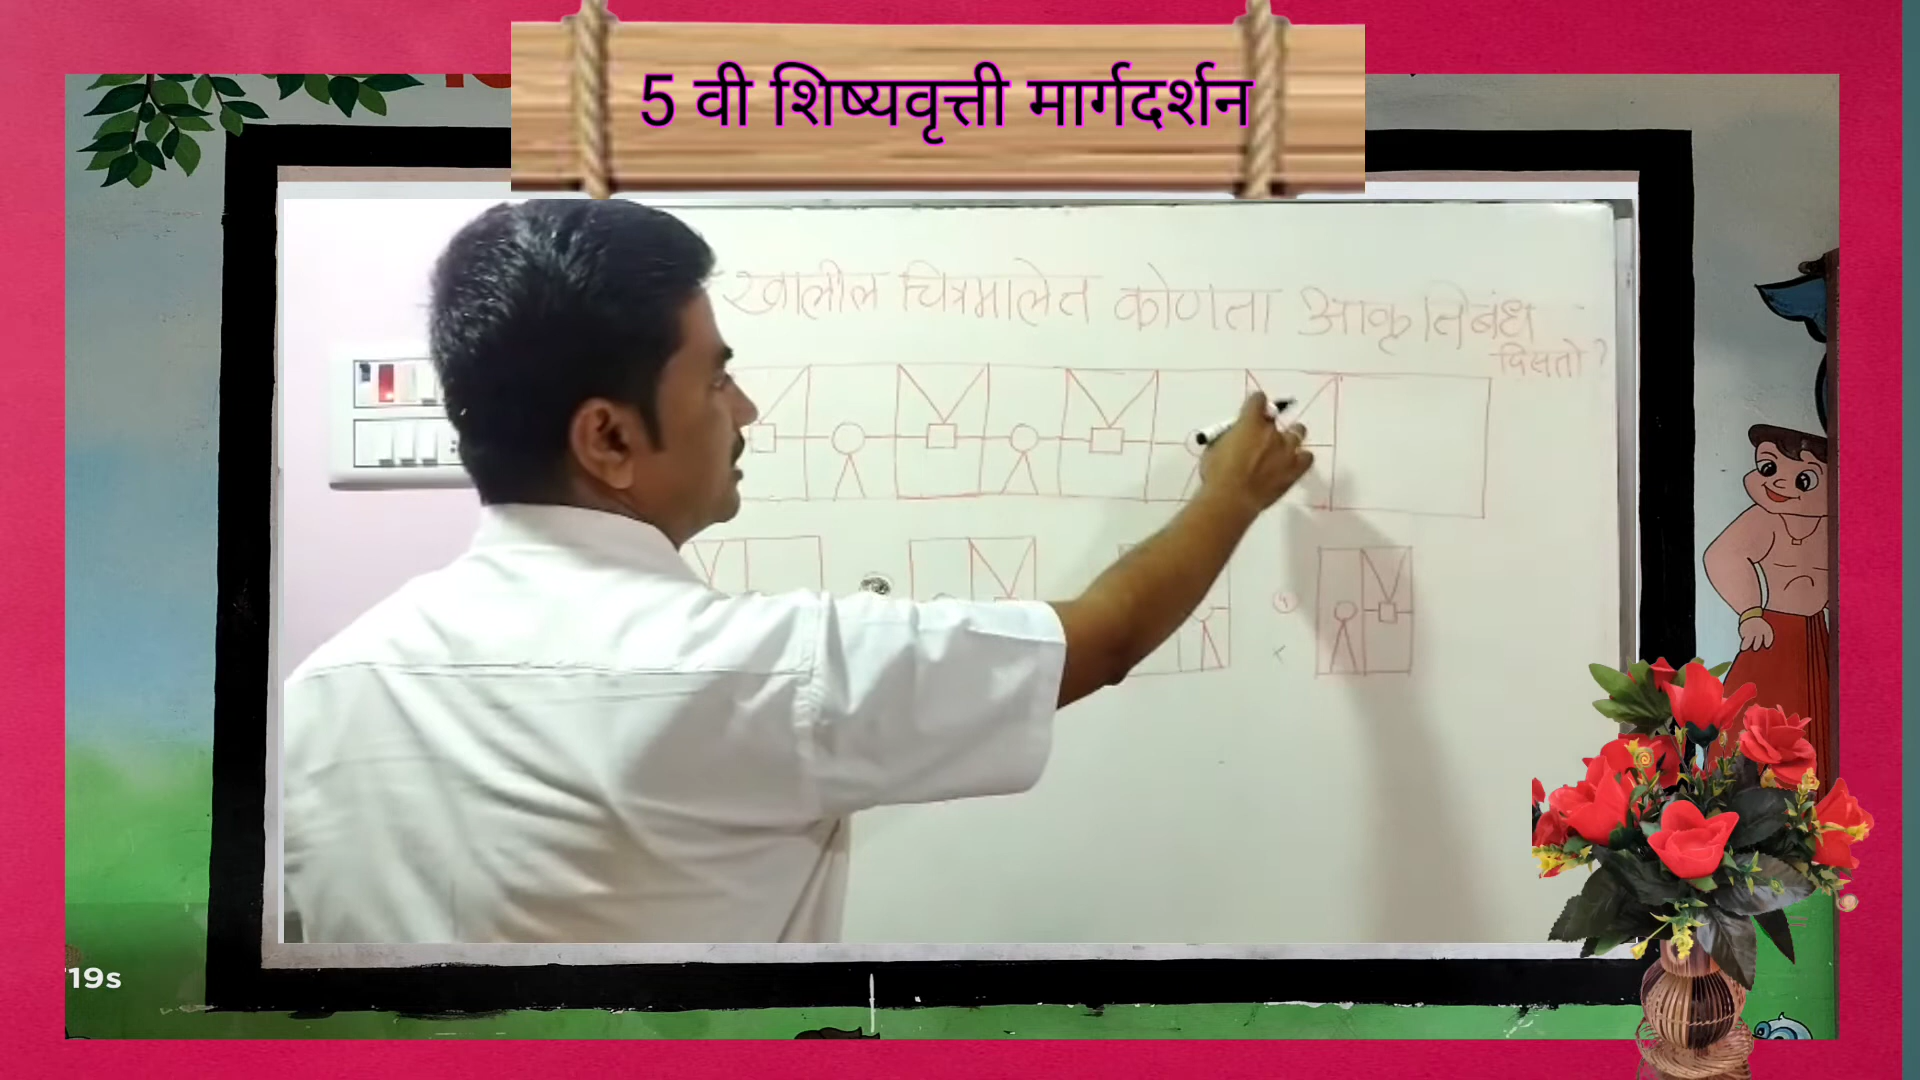 5 वी शिष्यवृत्ती मार्गदर्शन
खालील चित्रमालेत कोणता आकृतिबंध
दिसतो ?
19s